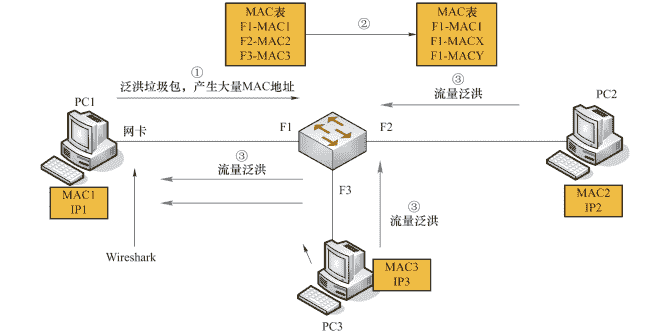 MAC表
F1-MAC1
F2-MAC2
F3-MAC3
②
MAC表
F1-MAC1
F1-MACX
F1-MACY
①
泛洪垃圾包，产生大量MAC地址
③
流量泛洪
PC1
PC2
网卡
F1
F2
③
流量泛洪
F3
MAC1
IP1
MAC2
IP2
③
流量泛洪
Wireshark
MAC3
IP3
PC3